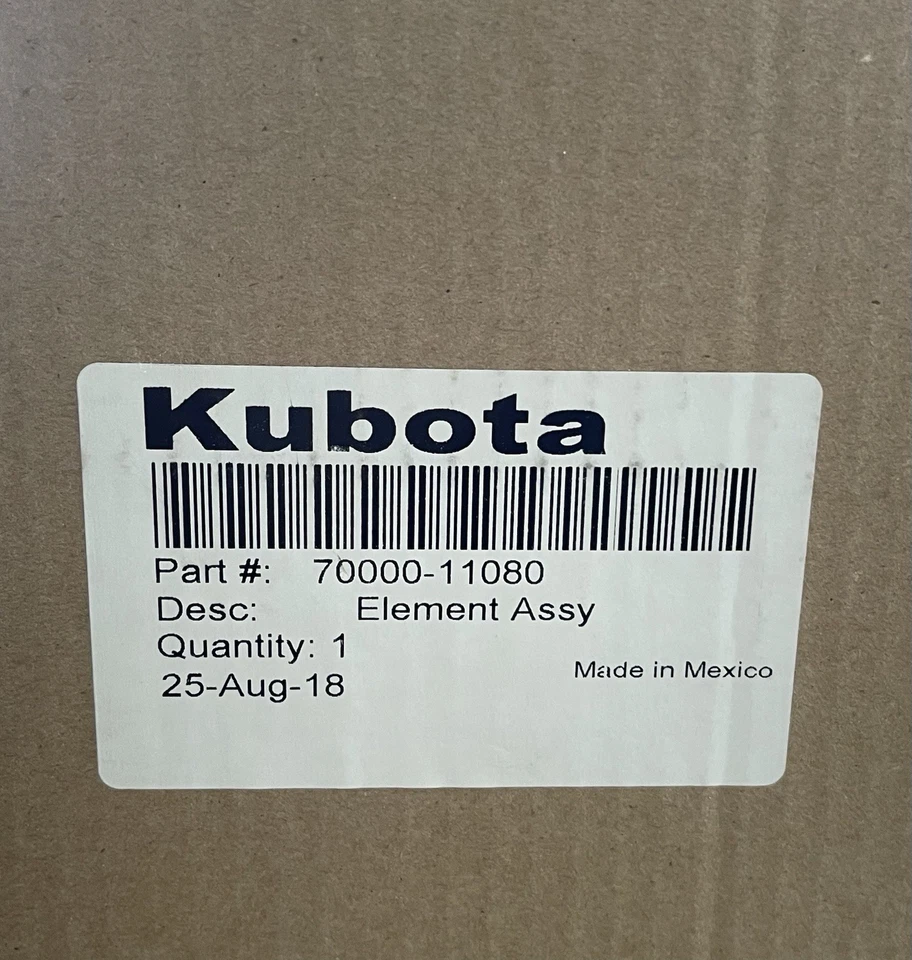 Kubota
Part #: 70000-11080
Desc: Element Assy
Quantity: 1
Made in Mexico
25-Aug-18